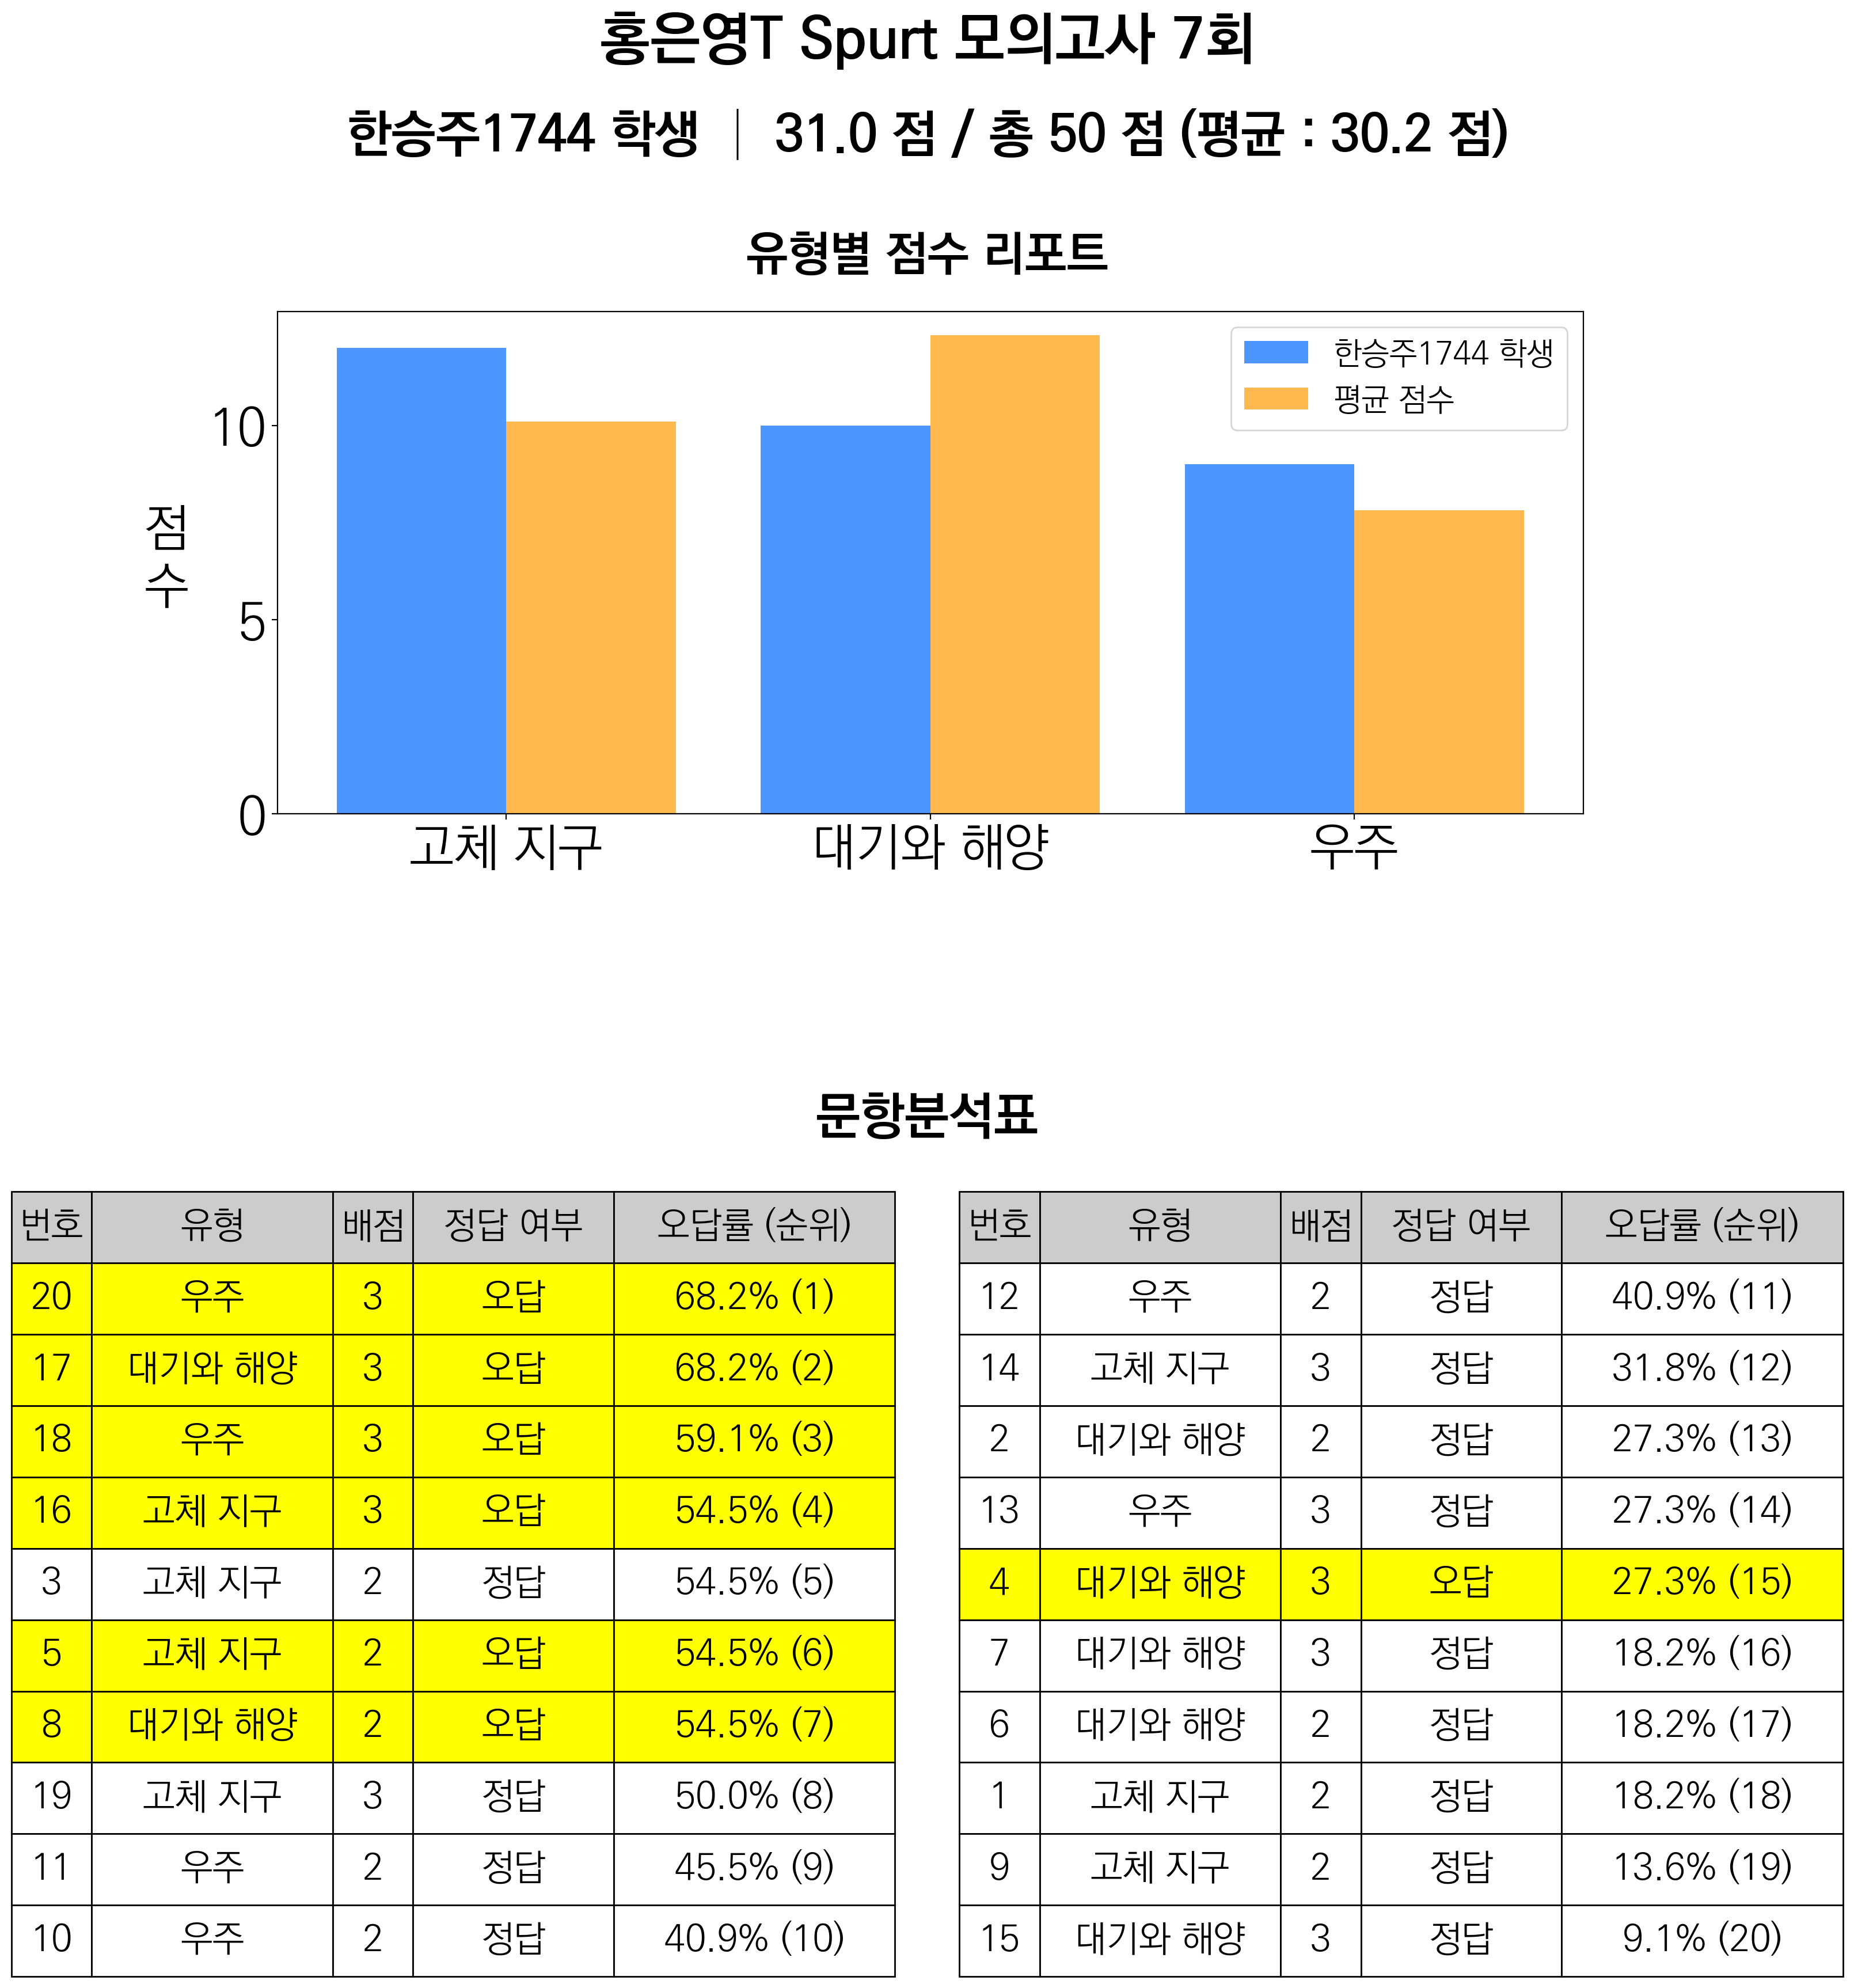 홍은영T Spurt 모의고사 7회
한승주1744 학생 | 31.0 점 / 총 50 점 (평균 : 30.2 점)
유형별 점수 리포트
한승주1744 학생
평균 점수
점
수
10
5
0
고체 지구 대기와 해양 우주
문항분석표
번호 유형 배점 정답 여부 오답률 (순위)
20 우주 3 오답 68.2% (1)
17 대기와 해양 3 오답 68.2% (2)
18 우주 3 오답 59.1% (3)
16 고체 지구 3 오답 54.5% (4)
3 고체 지구 2 정답 54.5% (5)
5 고체 지구 2 오답 54.5% (6)
8 대기와 해양 2 오답 54.5% (7)
19 고체 지구 3 정답 50.0% (8)
11 우주 2 정답 45.5% (9)
10 우주 2 정답 40.9% (10)
번호 유형 배점 정답 여부 오답률 (순위)
12 우주 2 정답 40.9% (11)
14 고체 지구 3 정답 31.8% (12)
2 대기와 해양 2 정답 27.3% (13)
13 우주 3 정답 27.3% (14)
4 대기와 해양 3 오답 27.3% (15)
7 대기와 해양 3 정답 18.2% (16)
6 대기와 해양 2 정답 18.2% (17)
1 고체 지구 2 정답 18.2% (18)
9 고체 지구 2 정답 13.6% (19)
15 대기와 해양 3 정답 9.1% (20)